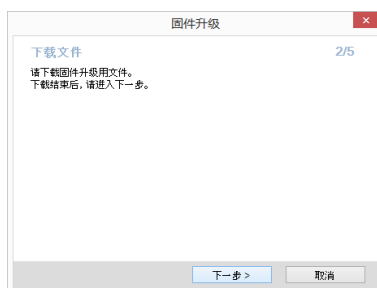 固件升级
×
下载文件 2/5
请下载固件升级用文件。
下载结束后，请进入下一步。
下一步 > 取消